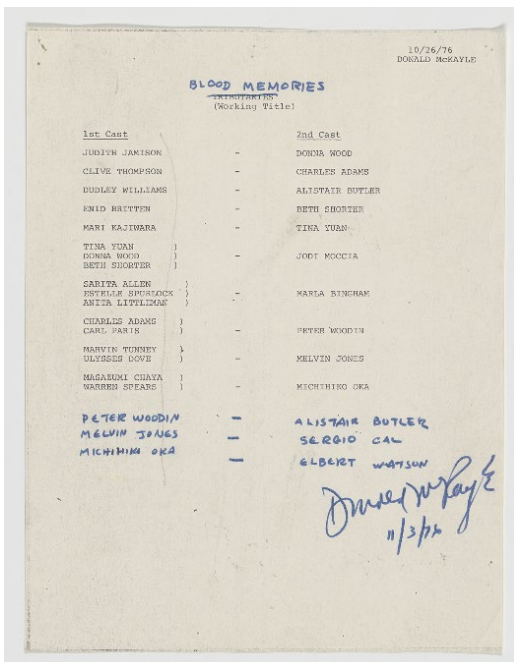 10/26/76
DONALD McKAYLE
BLOOD MEMORIES
TRIBUTARIES
(Working Title)
1st Cast 2nd Cast
JUDITH JAMISON - DONNA WOOD
CLIVE THOMPSON - CHARLES ADAMS
DUDLEY WILLIAMS - ALISTAIR BUTLER
ENID BRITTEN - BETH SHORTER
MARI KAJIWARA - TINA YUAN
TINA YUAN )
DONNA WOOD ) - JODI MOCCIA
BETH SHORTER )
SARITA ALLEN )
ESTELLE SPURLOCK ) - MARLA BINGHAM
ANITA LITTLEMAN )
CHARLES ADAMS )
CARL PARIS ) - PETER WOODIN
MARVIN TUNNEY )
ULYSSES DOVE ) - MELVIN JONES
MASAZUMI CHAYA )
WARREN SPEARS ) - MICHIHIKO OKA
PETER WOODIN - ALISTAIR BUTLER
MELVIN JONES - SERGIO CAL
MICHIHIKI OKA - ELBERT WATSON
Donald McKayle
11/3/76